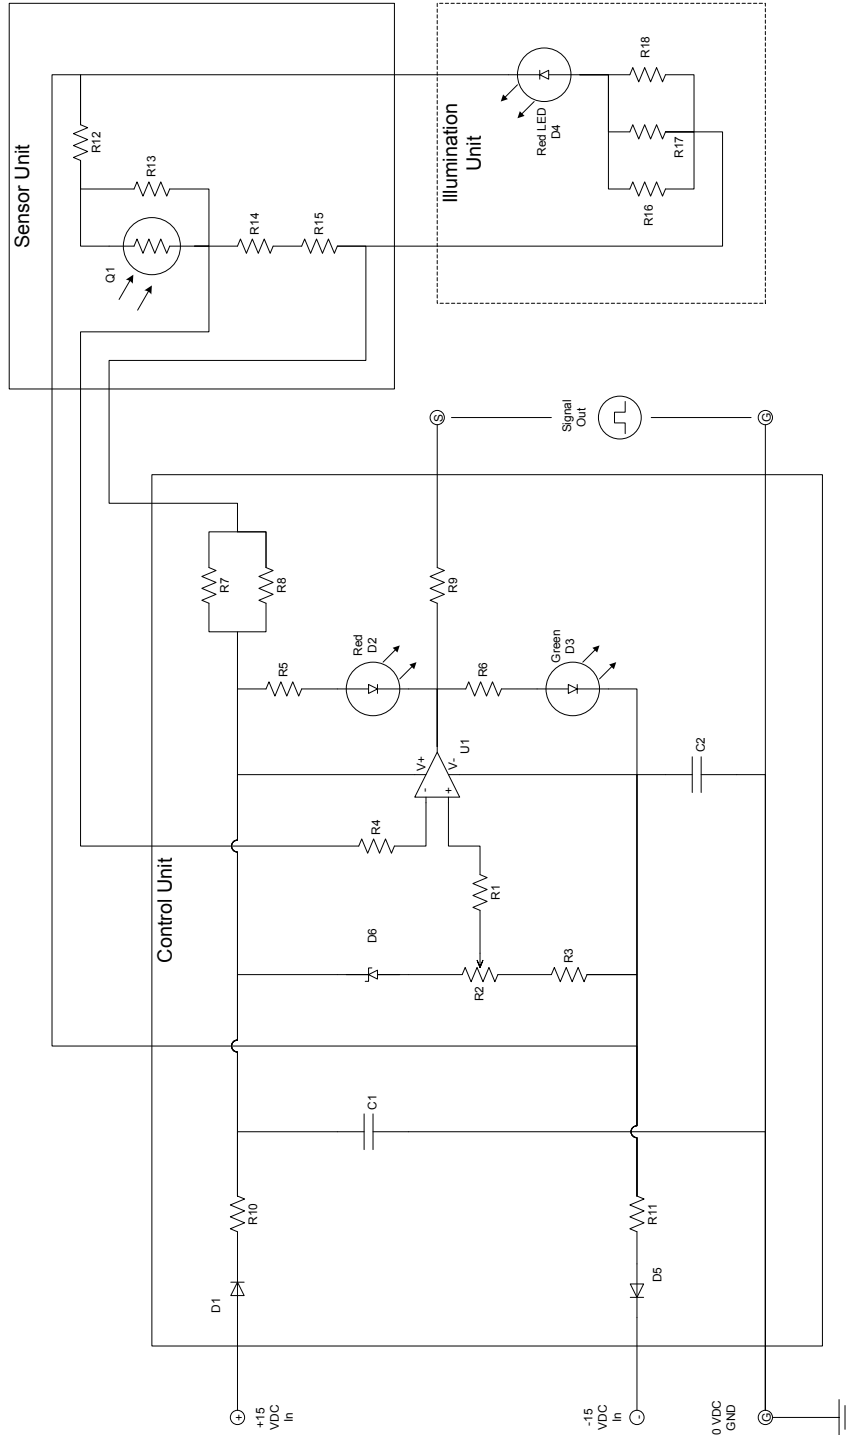 Sensor Unit
R12
R13
Q1
R14
R15
Illumination
Unit
Red LED
D4
R18
R17
R16
Signal
Out
S
G
Control Unit
R7
R8
R9
R5
Red
D2
R6
Green
D3
V+
-
+
V-
U1
C2
R4
R1
D6
R2
R3
C1
R10
D1
R11
D5
+
+15
VDC
In
-
-15
VDC
In
G
0 VDC
GND